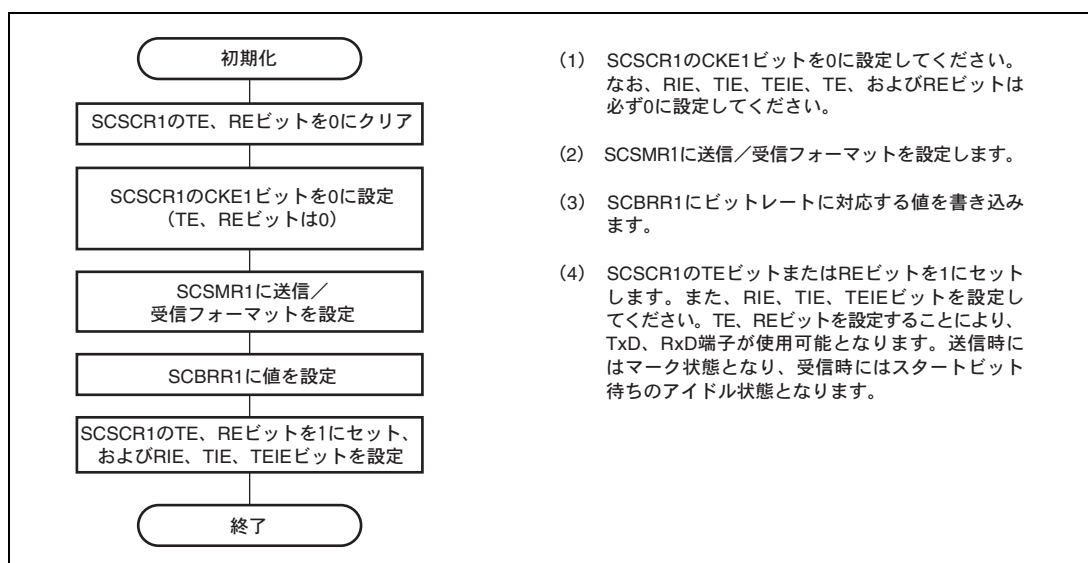 初期化
SCSCR1のTE、REビットを0にクリア
SCSCR1のCKE1ビットを0に設定
(TE、REビットは0)
SCSMR1に送信／
受信フォーマットを設定
SCBRR1に値を設定
SCSCR1のTE、REビットを1にセット、
およびRIE、TIE、TEIEビットを設定
終了
(1) SCSCR1のCKE1ビットを0に設定してください。
なお、RIE、TIE、TEIE、TE、およびREビットは
必ず0に設定してください。
(2) SCSMR1に送信／受信フォーマットを設定します。
(3) SCBRR1にビットレートに対応する値を書き込み
ます。
(4) SCSCR1のTEビットまたはREビットを1にセット
します。また、RIE、TIE、TEIEビットを設定し
てください。TE、REビットを設定することにより、
TxD、RxD端子が使用可能となります。送信時に
はマーク状態となり、受信時にはスタートビット
待ちのアイドル状態となります。